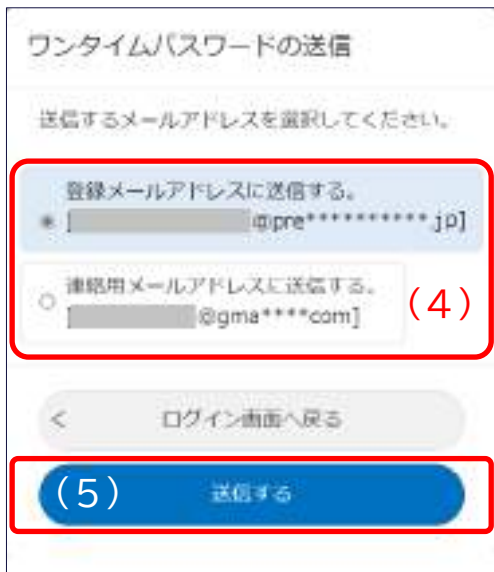 ワンタイムパスワードの送信
送信するメールアドレスを選択してください。
登録メールアドレスに送信する。
[ @pre**********.jp]
連絡用メールアドレスに送信する。
[ @gma****com]
(4)
< ログイン画面へ戻る
(5) 送信する